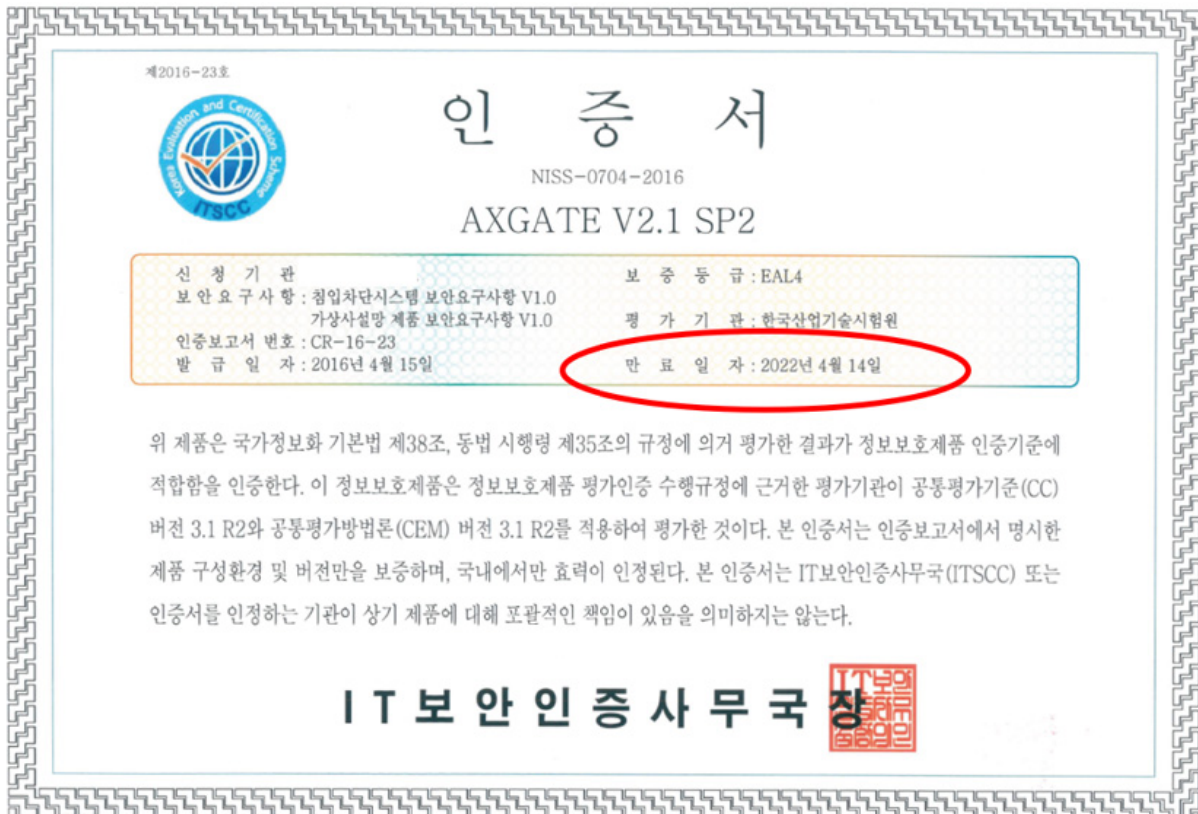 제2016-23호
Korea Evaluation and Certification Scheme
ITSCC
인 증 서
NISS-0704-2016
AXGATE V2.1 SP2
신 청 기 관
보 증 등 급 : EAL4
보안요구사항 : 침입차단시스템 보안요구사항 V1.0
가상사설망 제품 보안요구사항 V1.0
평 가 기 관 : 한국산업기술시험원
인증보고서 번호 : CR-16-23
발 급 일 자 : 2016년 4월 15일
만 료 일 자 : 2022년 4월 14일
위 제품은 국가정보화 기본법 제38조, 동법 시행령 제35조의 규정에 의거 평가한 결과가 정보보호제품 인증기준에
적합함을 인증한다. 이 정보보호제품은 정보보호제품 평가인증 수행규정에 근거한 평가기관이 공통평가기준(CC)
버전 3.1 R2와 공통평가방법론(CEM) 버전 3.1 R2를 적용하여 평가한 것이다. 본 인증서는 인증보고서에서 명시한
제품 구성환경 및 버전만을 보증하며, 국내에서만 효력이 인정된다. 본 인증서는 IT보안인증사무국(ITSCC) 또는
인증서를 인정하는 기관이 상기 제품에 대해 포괄적인 책임이 있음을 의미하지는 않는다.
IT보안인증사무국장